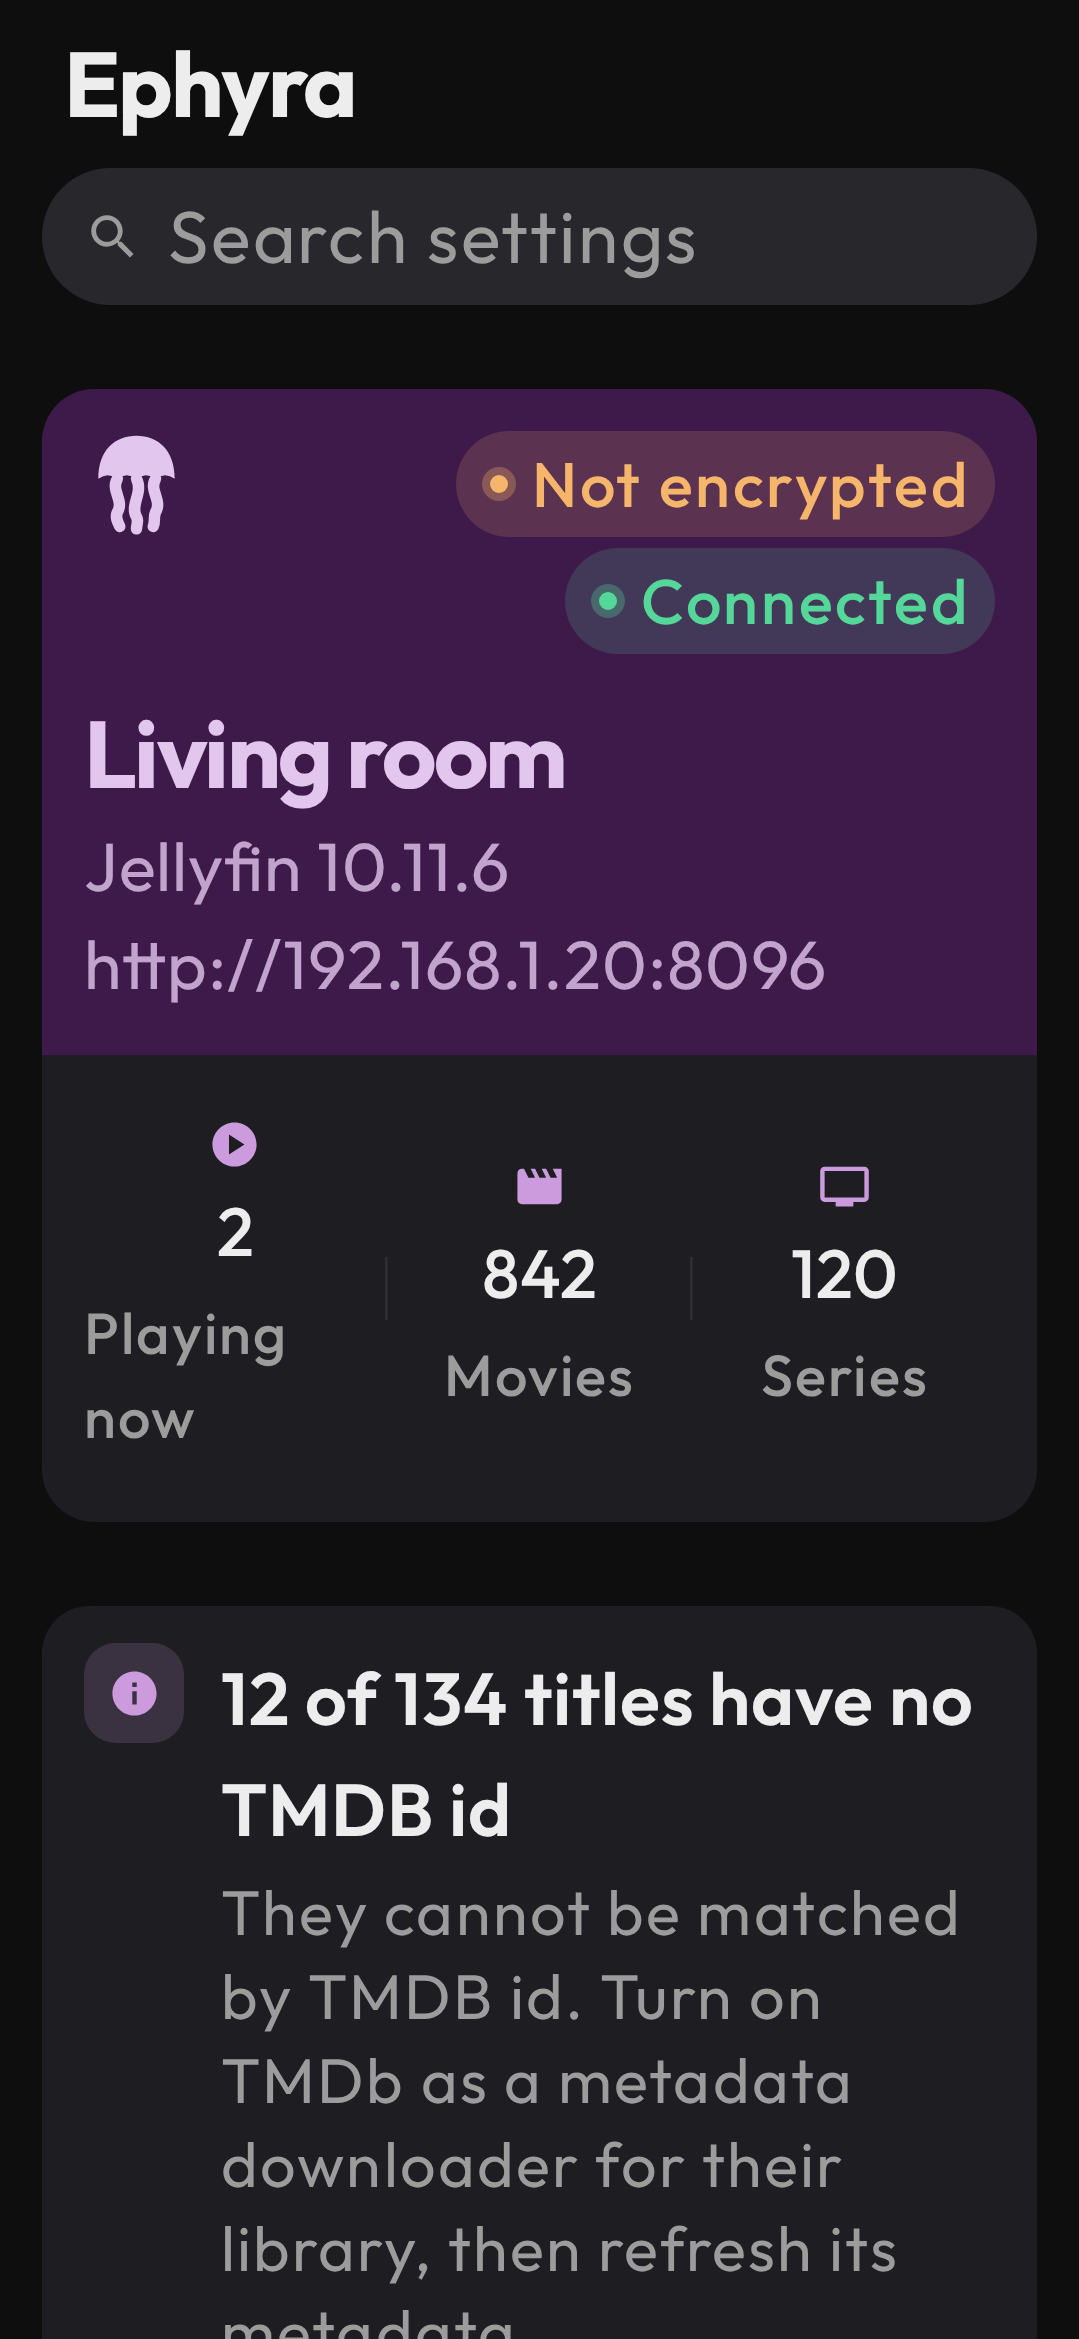 Ephyra
Search settings
Not encrypted
Connected
Living room
Jellyfin 10.11.6
http://192.168.1.20:8096
2
Playing
now
842
Movies
120
Series
12 of 134 titles have no
TMDB id
They cannot be matched
by TMDB id. Turn on
TMDb as a metadata
downloader for their
library, then refresh its
metadata